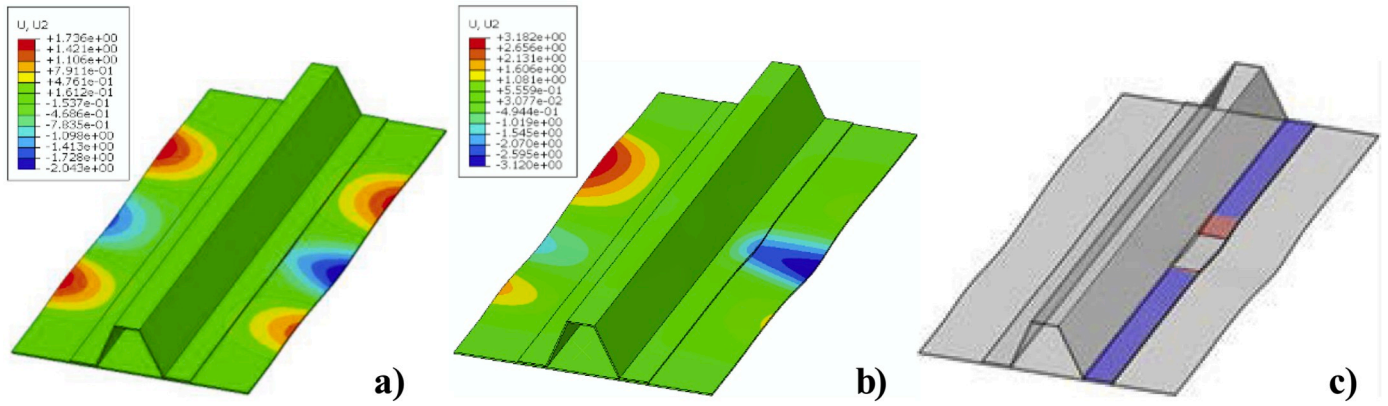 U, U2
+1.736e+00
+1.421e+00
+1.106e+00
+7.911e-01
+4.761e-01
+1.612e-01
-1.537e-01
-4.686e-01
-7.835e-01
-1.098e+00
-1.413e+00
-1.728e+00
-2.043e+00
a)
U, U2
+3.182e+00
+2.656e+00
+2.131e+00
+1.606e+00
+1.081e+00
+5.559e-01
+3.077e-02
-4.944e-01
-1.019e+00
-1.545e+00
-2.070e+00
-2.595e+00
-3.120e+00
b)
c)